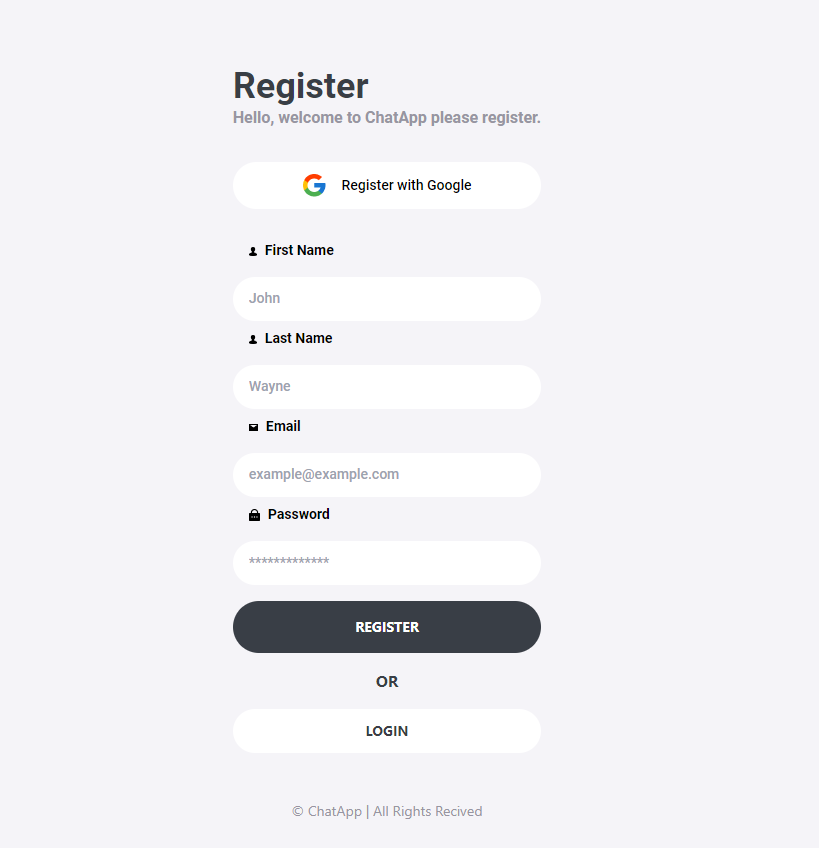 Register
Hello, welcome to ChatApp please register.
Register with Google
First Name
John
Last Name
Wayne
Email
example@example.com
Password
*************
REGISTER
OR
LOGIN
© ChatApp | All Rights Recived